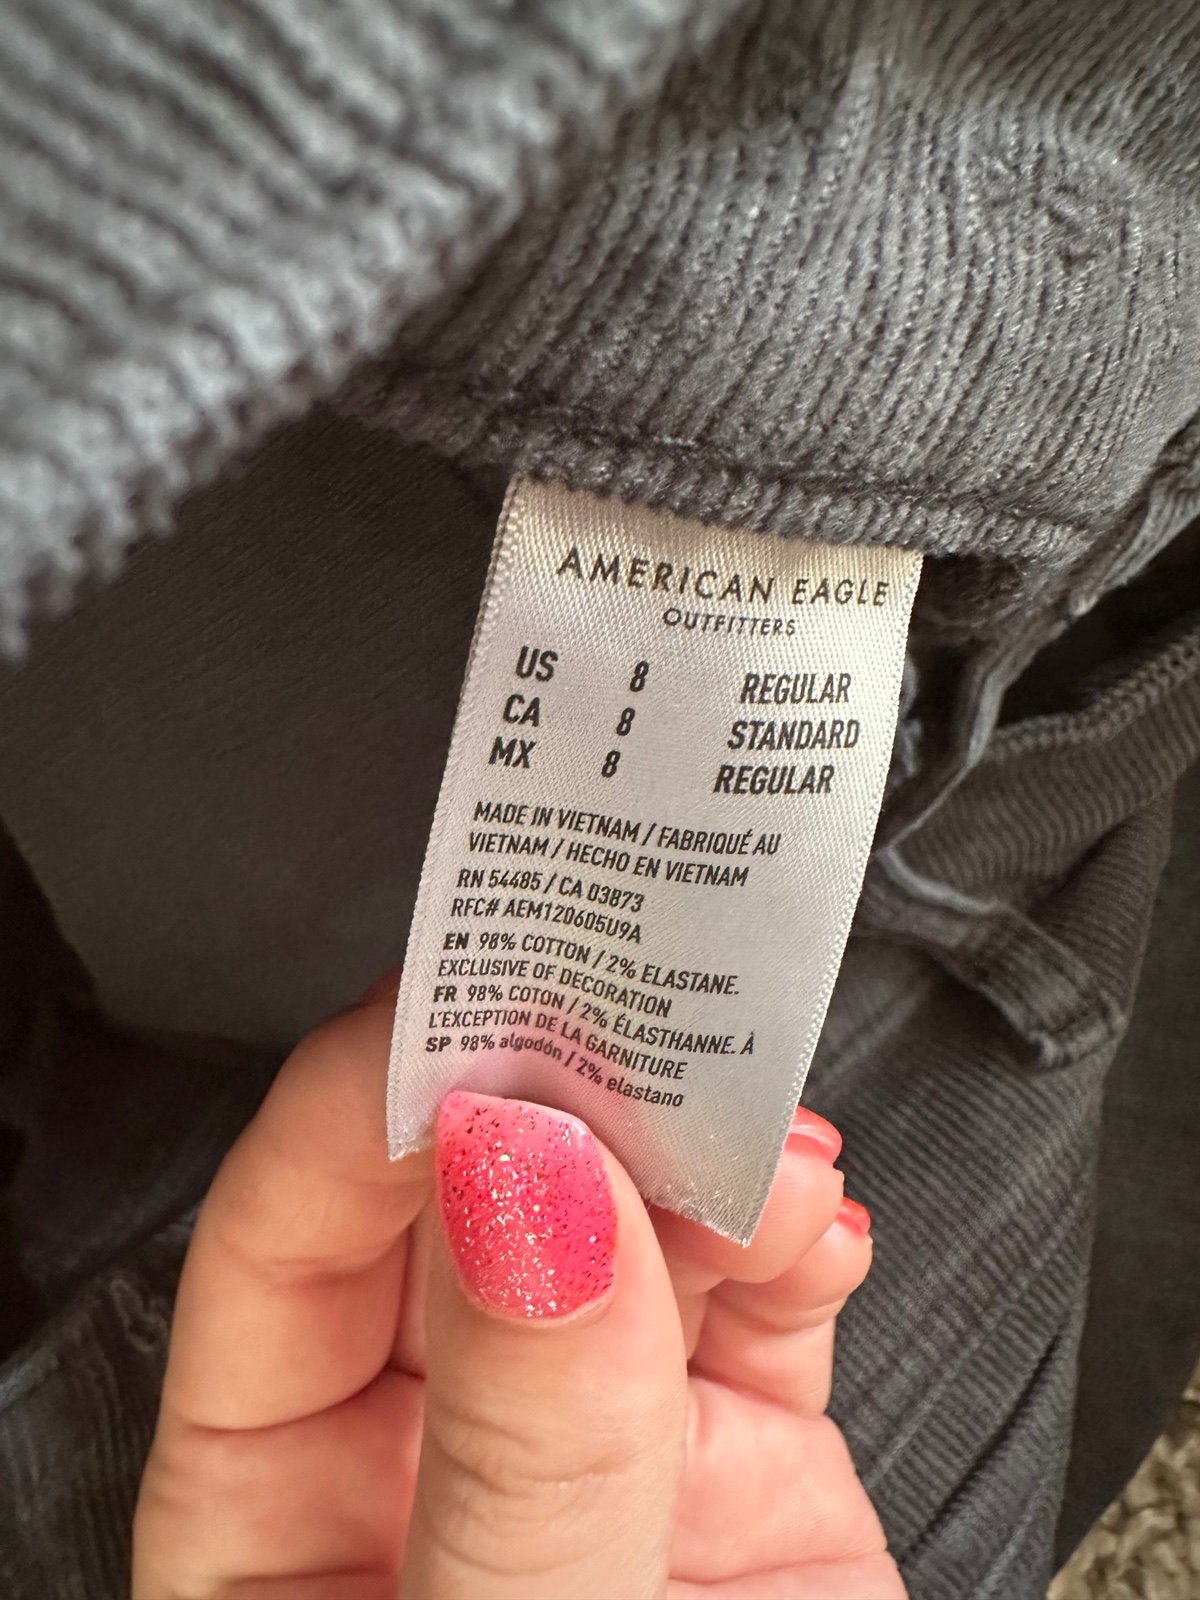 AMERICAN EAGLE
OUTFITTERS
US 8 REGULAR
CA 8 STANDARD
MX 8 REGULAR
MADE IN VIETNAM / FABRIQUÉ AU
VIETNAM / HECHO EN VIETNAM
RN 54485 / CA 03873
RFC# AEM120605U9A
EN 98% COTTON / 2% ELASTANE.
EXCLUSIVE OF DECORATION
FR 98% COTON / 2% ÉLASTHANNE. À
L'EXCEPTION DE LA GARNITURE
SP 98% algodón / 2% elastano